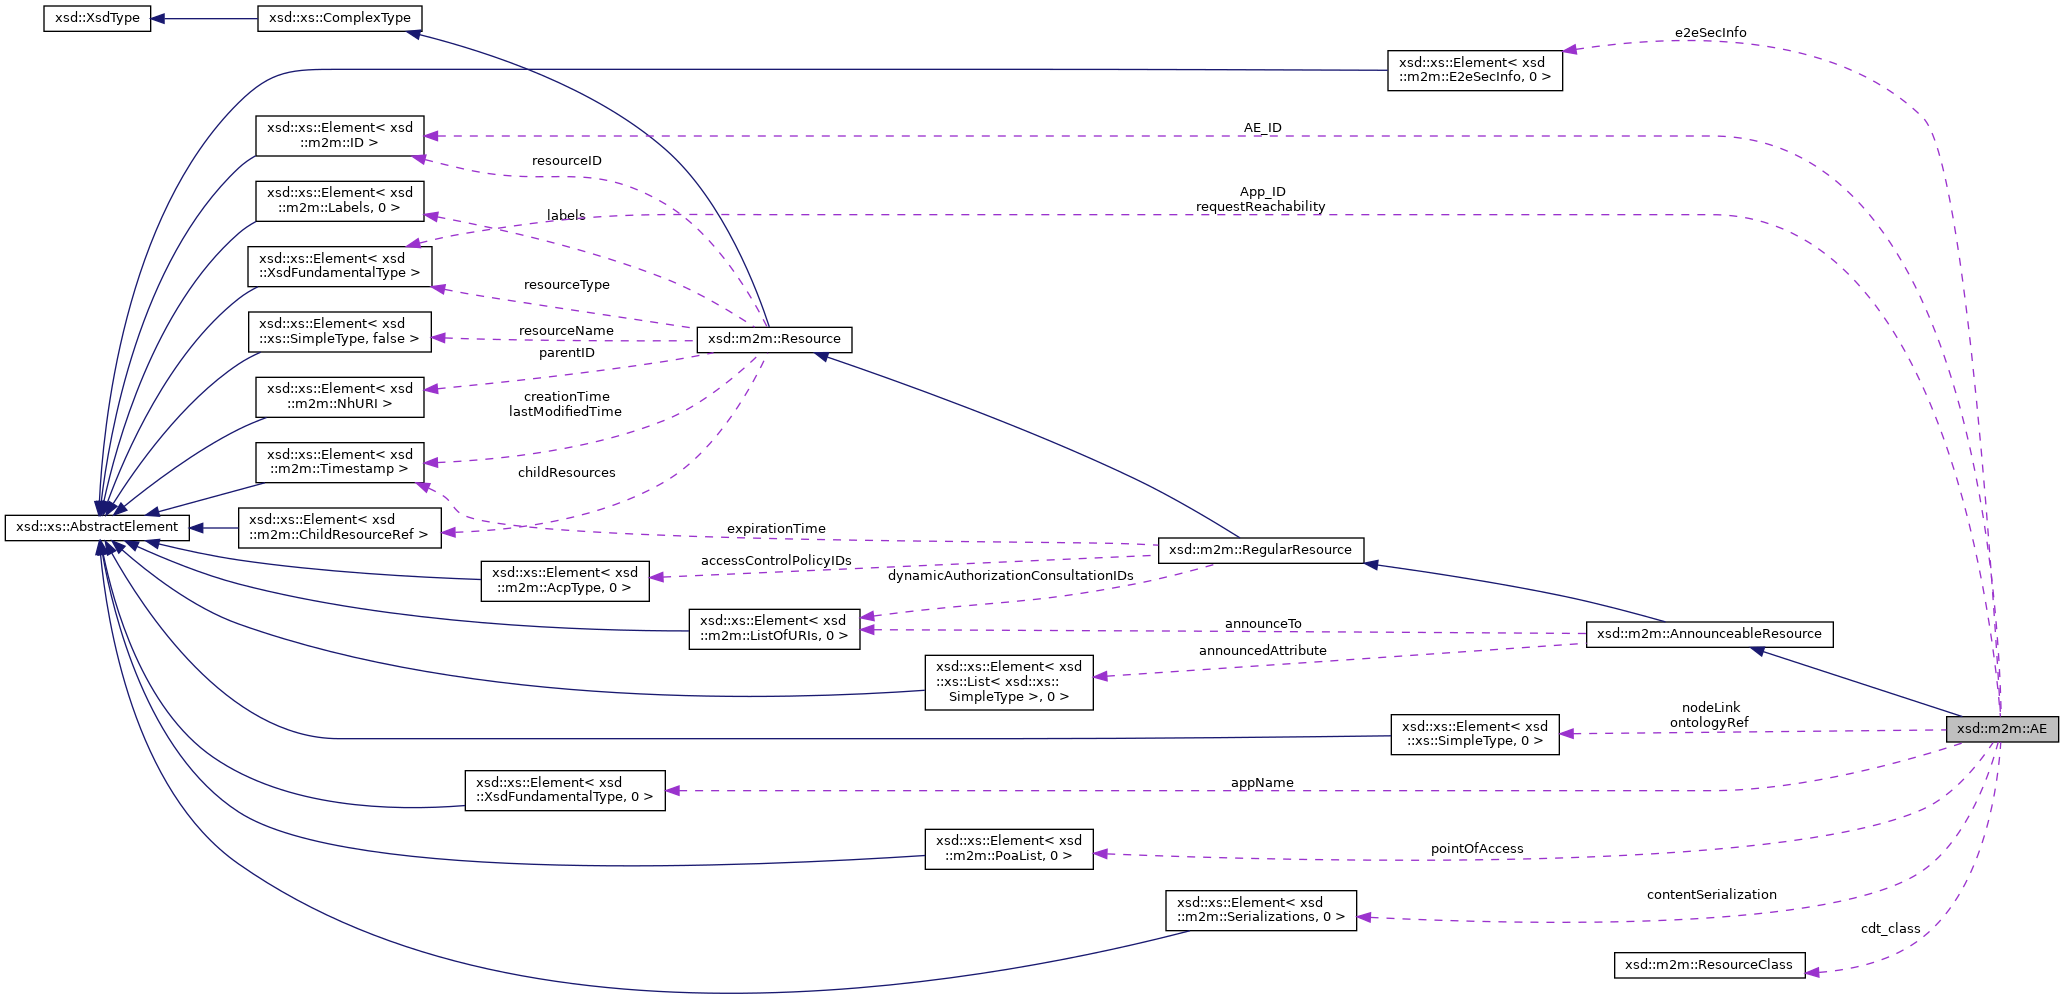 xsd::XsdType
xsd::xs::ComplexType
e2eSecInfo
xsd::xs::Element< xsd
::m2m::E2eSecInfo, 0 >
xsd::xs::Element< xsd
::m2m::ID >
AE_ID
resourceID
xsd::xs::Element< xsd
::m2m::Labels, 0 >
labels
App_ID
requestReachability
xsd::xs::Element< xsd
::XsdFundamentalType >
resourceType
xsd::xs::Element< xsd
::xs::SimpleType, false >
resourceName
xsd::m2m::Resource
parentID
xsd::xs::Element< xsd
::m2m::NhURI >
creationTime
lastModifiedTime
xsd::xs::Element< xsd
::m2m::Timestamp >
childResources
xsd::xs::AbstractElement
xsd::xs::Element< xsd
::m2m::ChildResourceRef >
expirationTime
xsd::m2m::RegularResource
accessControlPolicyIDs
xsd::xs::Element< xsd
::m2m::AcpType, 0 >
dynamicAuthorizationConsultationIDs
xsd::xs::Element< xsd
::m2m::ListOfURIs, 0 >
announceTo
xsd::m2m::AnnounceableResource
announcedAttribute
xsd::xs::Element< xsd
::xs::List< xsd::xs::
SimpleType >, 0 >
nodeLink
ontologyRef
xsd::xs::Element< xsd
::xs::SimpleType, 0 >
xsd::m2m::AE
xsd::xs::Element< xsd
::XsdFundamentalType, 0 >
appName
xsd::xs::Element< xsd
::m2m::PoaList, 0 >
pointOfAccess
xsd::xs::Element< xsd
::m2m::Serializations, 0 >
contentSerialization
cdt_class
xsd::m2m::ResourceClass